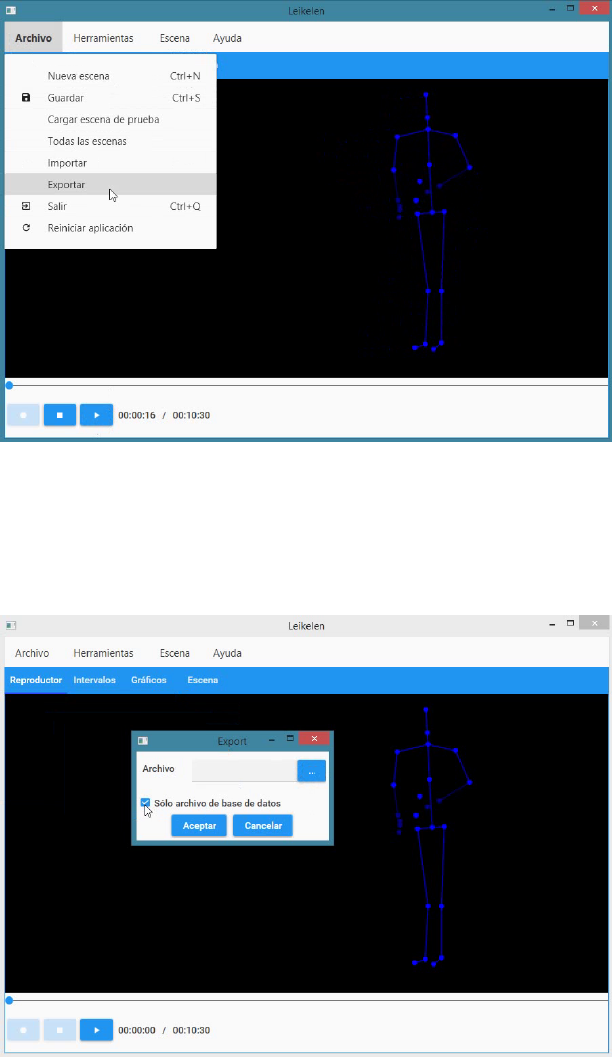 Leikelen
Archivo Herramientas Escena Ayuda
Nueva escena Ctrl+N
Guardar Ctrl+S
Cargar escena de prueba
Todas las escenas
Importar
Exportar
Salir Ctrl+Q
Reiniciar aplicación
00:00:16 / 00:10:30
Leikelen
Archivo Herramientas Escena Ayuda
Reproductor Intervalos Gráficos Escena
Export
Archivo ...
Sólo archivo de base de datos
Aceptar Cancelar
00:00:00 / 00:10:30